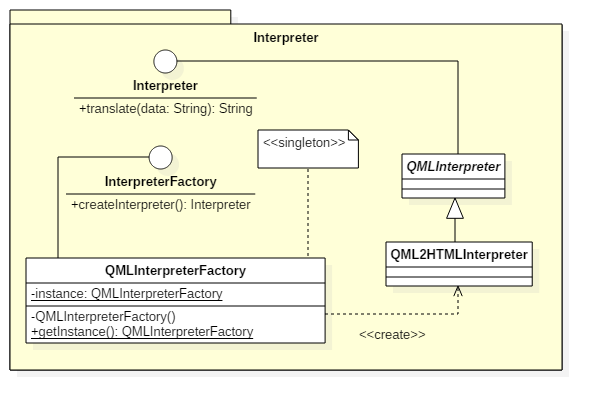 Interpreter
Interpreter
+translate(data: String): String
<<singleton>>
QMLInterpreter
InterpreterFactory
+createInterpreter(): Interpreter
QML2HTMLInterpreter
QMLInterpreterFactory
-instance: QMLInterpreterFactory
-QMLInterpreterFactory()
+getInstance(): QMLInterpreterFactory
<<create>>